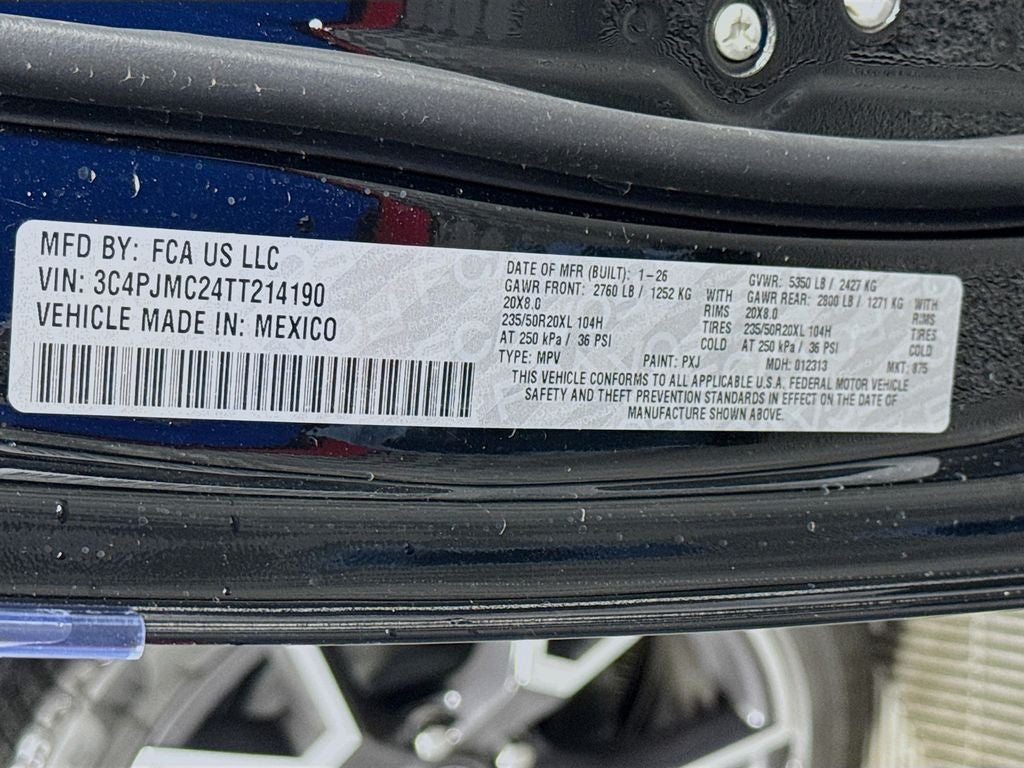 MFD BY: FCA US LLC
VIN: 3C4PJMC24TT214190
VEHICLE MADE IN: MEXICO
DATE OF MFR (BUILT): 1-26
GAWR FRONT: 2760 LB / 1252 KG WITH
20X8.0 RIMS
235/50R20XL 104H TIRES
AT 250 kPa / 36 PSI COLD
GVWR: 5350 LB / 2427 KG
GAWR REAR: 2800 LB / 1271 KG WITH
20X8.0 RIMS
235/50R20XL 104H TIRES
AT 250 kPa / 36 PSI COLD
TYPE: MPV PAINT: PXJ MDH: 012313 MKT: 875
THIS VEHICLE CONFORMS TO ALL APPLICABLE U.S.A. FEDERAL MOTOR VEHICLE
SAFETY AND THEFT PREVENTION STANDARDS IN EFFECT ON THE DATE OF
MANUFACTURE SHOWN ABOVE.